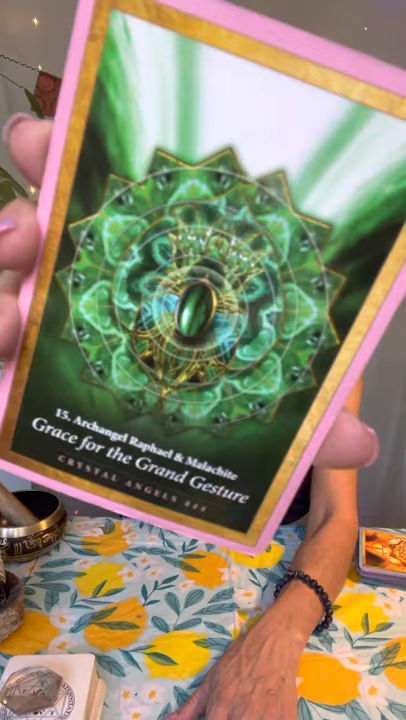 15. Archangel Raphael & Malachite
Grace for the Grand Gesture
CRYSTAL ANGELS 444